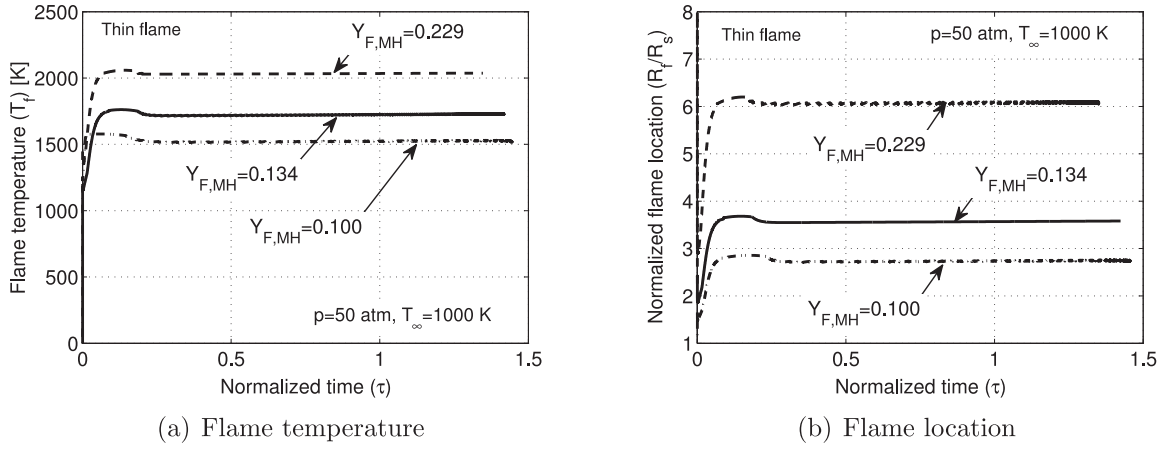 2500
2000
1500
1000
500
0
Flame temperature (T_f) [K]
Thin flame
Y_F,MH=0.229
Y_F,MH=0.134
Y_F,MH=0.100
p=50 atm, T_∞=1000 K
0 0.5 1 1.5
Normalized time (τ)
(a) Flame temperature
8
7
6
5
4
3
2
1
Normalized flame location (R_f/R_s)
Thin flame
p=50 atm, T_∞=1000 K
Y_F,MH=0.229
Y_F,MH=0.134
Y_F,MH=0.100
0 0.5 1 1.5
Normalized time (τ)
(b) Flame location